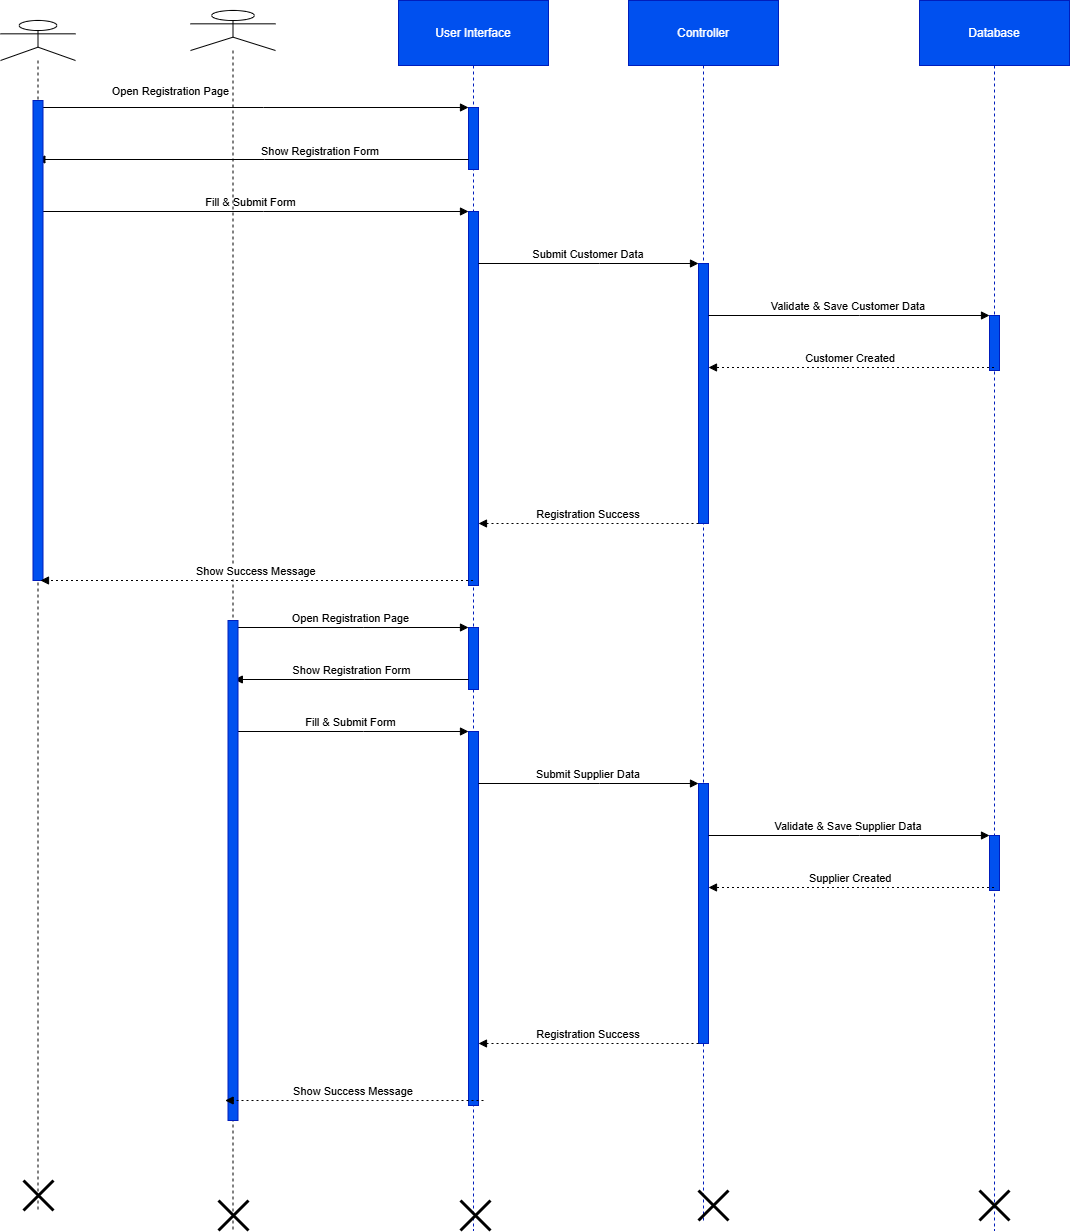 User Interface
Controller
Database
Open Registration Page
Show Registration Form
Fill & Submit Form
Submit Customer Data
Validate & Save Customer Data
Customer Created
Registration Success
Show Success Message
Open Registration Page
Show Registration Form
Fill & Submit Form
Submit Supplier Data
Validate & Save Supplier Data
Supplier Created
Registration Success
Show Success Message